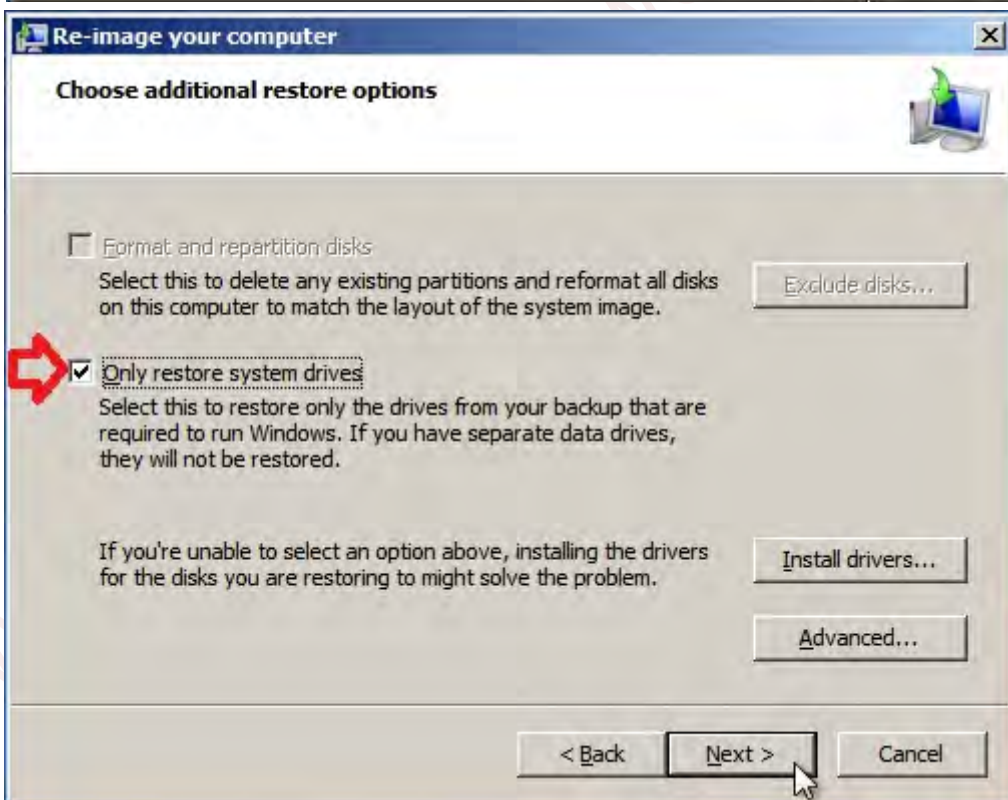 Re-image your computer
Choose additional restore options
Format and repartition disks
Select this to delete any existing partitions and reformat all disks
on this computer to match the layout of the system image.
Exclude disks...
Only restore system drives
Select this to restore only the drives from your backup that are
required to run Windows. If you have separate data drives,
they will not be restored.
If you're unable to select an option above, installing the drivers
for the disks you are restoring to might solve the problem.
Install drivers...
Advanced...
< Back
Next >
Cancel